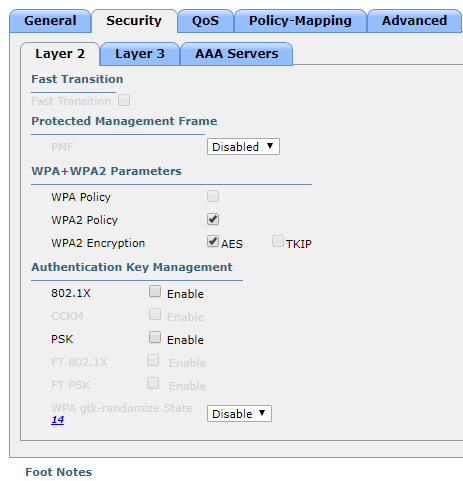 General Security QoS Policy-Mapping Advanced
Layer 2 Layer 3 AAA Servers
Fast Transition
Fast Transition
Protected Management Frame
PMF Disabled
WPA+WPA2 Parameters
WPA Policy
WPA2 Policy
WPA2 Encryption AES TKIP
Authentication Key Management
802.1X Enable
CCKM Enable
PSK Enable
FT 802.1X Enable
FT PSK Enable
WPA gtk-randomize State Disable
14
Foot Notes